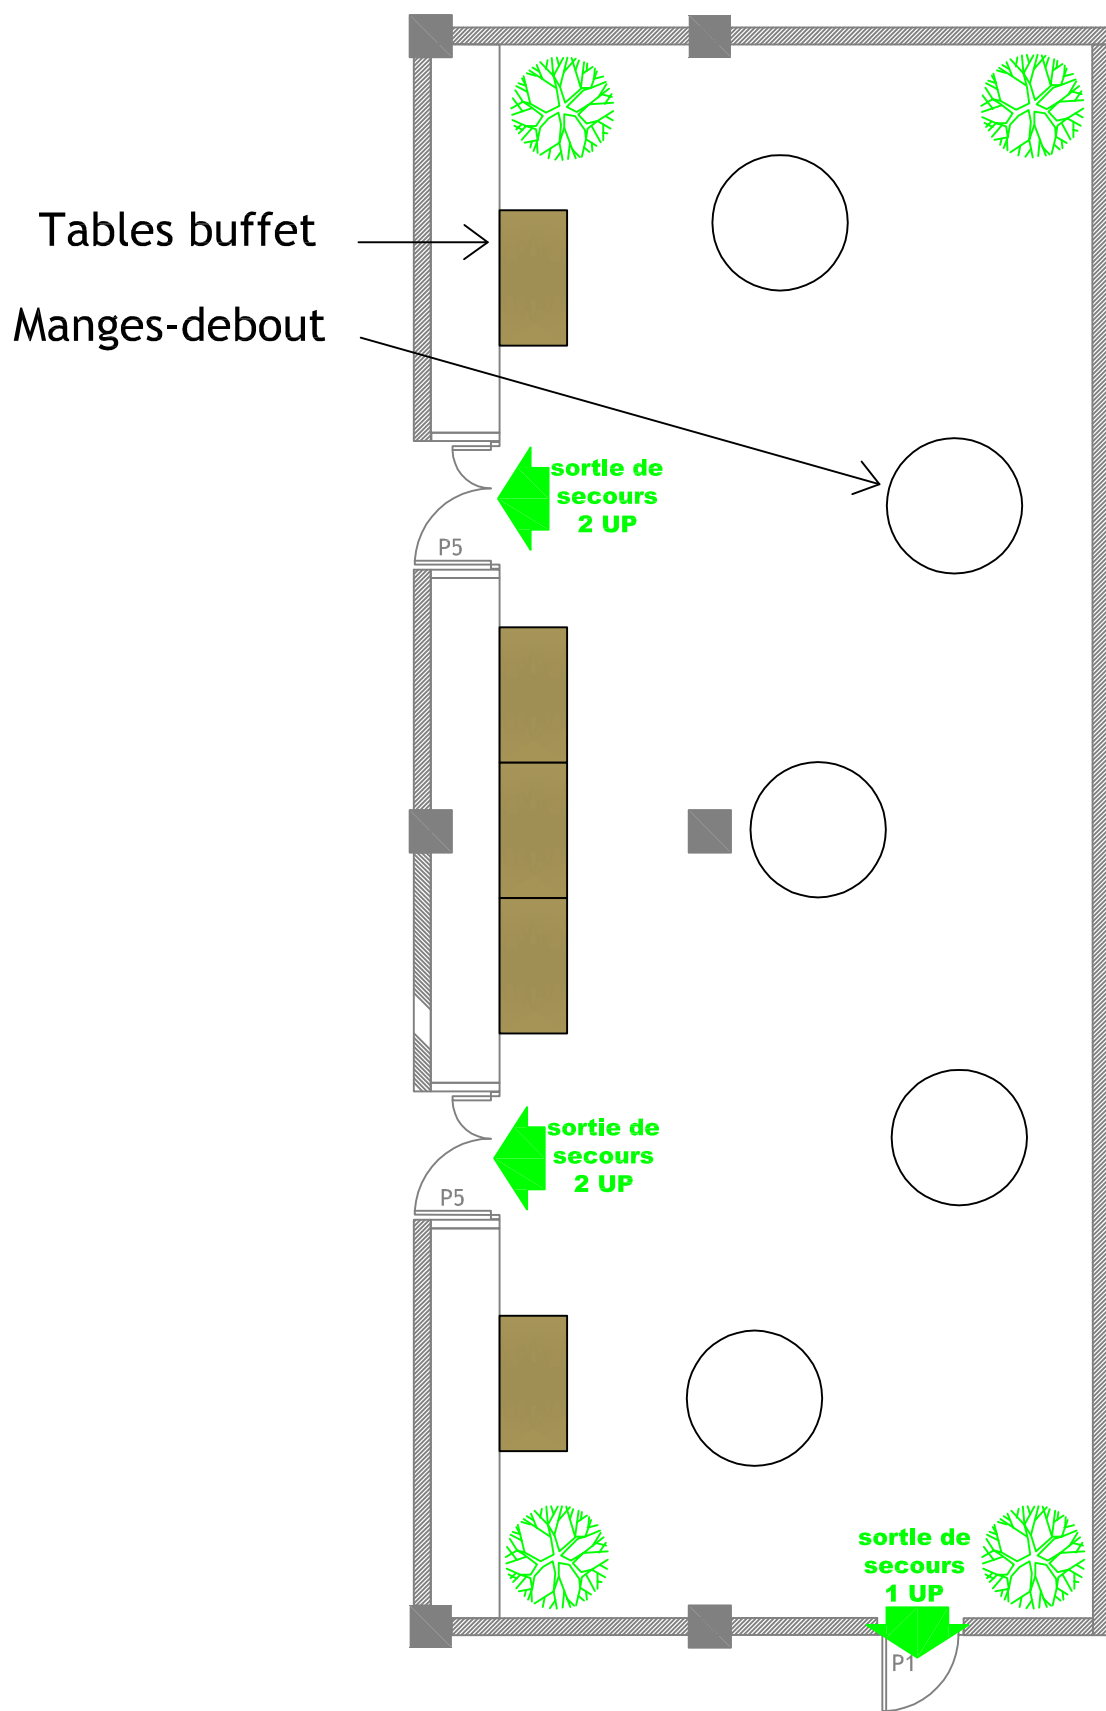 Tables buffet
Manges-debout
sortie de
secours
2 UP
P5
sortie de
secours
2 UP
P5
sortie de
secours
1 UP
P1